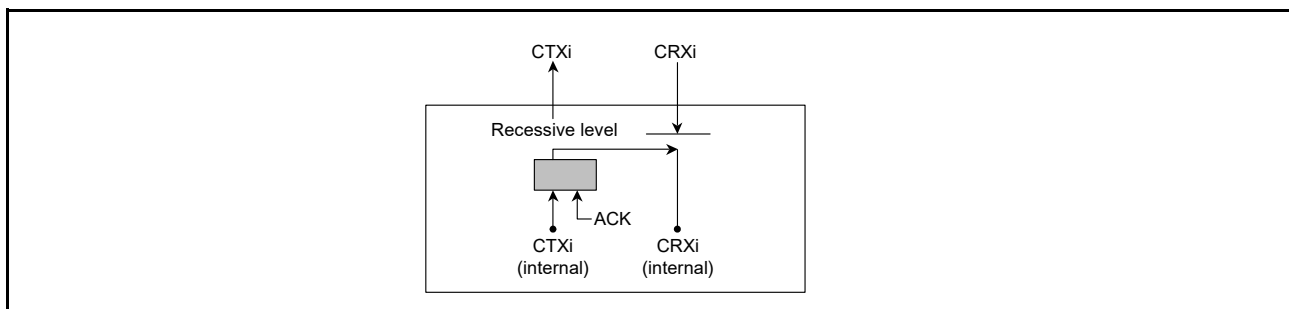 CTXi CRXi
Recessive level
ACK
CTXi CRXi
(internal) (internal)